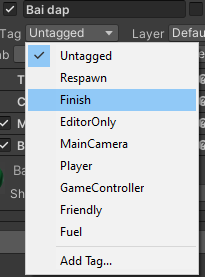 Bai dap
Tag Untagged Layer Defau
Untagged
Respawn
Finish
EditorOnly
MainCamera
Player
GameController
Friendly
Fuel
Add Tag...